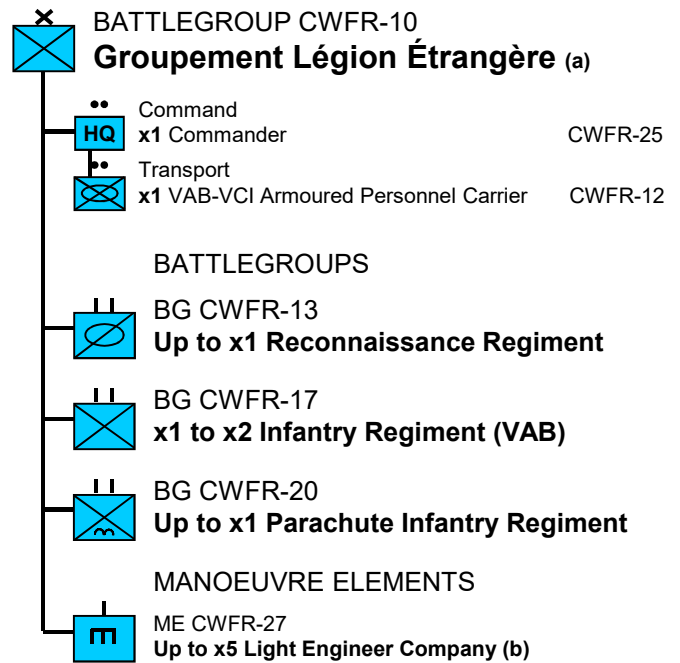 BATTLEGROUP CWFR-10
Groupement Légion Étrangère (a)
Command
HQ x1 Commander CWFR-25
Transport
x1 VAB-VCI Armoured Personnel Carrier CWFR-12
BATTLEGROUPS
BG CWFR-13
Up to x1 Reconnaissance Regiment
BG CWFR-17
x1 to x2 Infantry Regiment (VAB)
BG CWFR-20
Up to x1 Parachute Infantry Regiment
MANOEUVRE ELEMENTS
ME CWFR-27
Up to x5 Light Engineer Company (b)